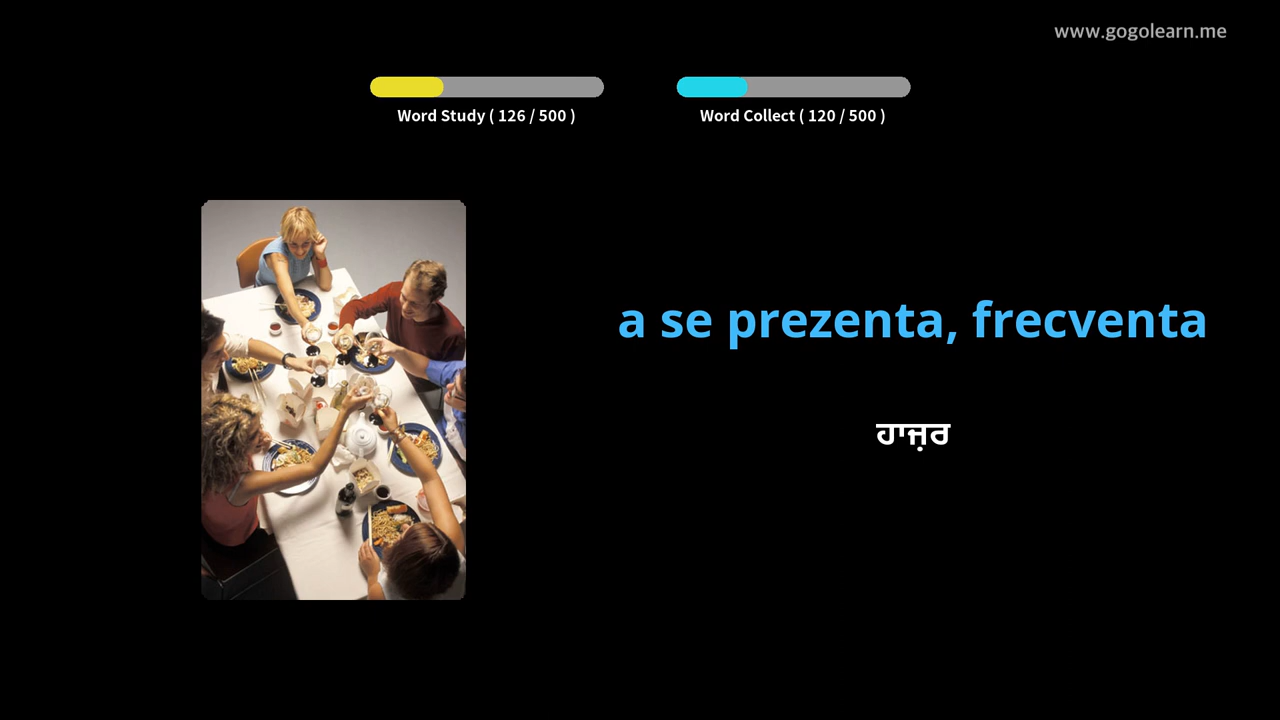 www.gogolearn.me
Word Study ( 126 / 500 )
Word Collect ( 120 / 500 )
a se prezenta, frecventa
ਹਾਜ਼ਰ